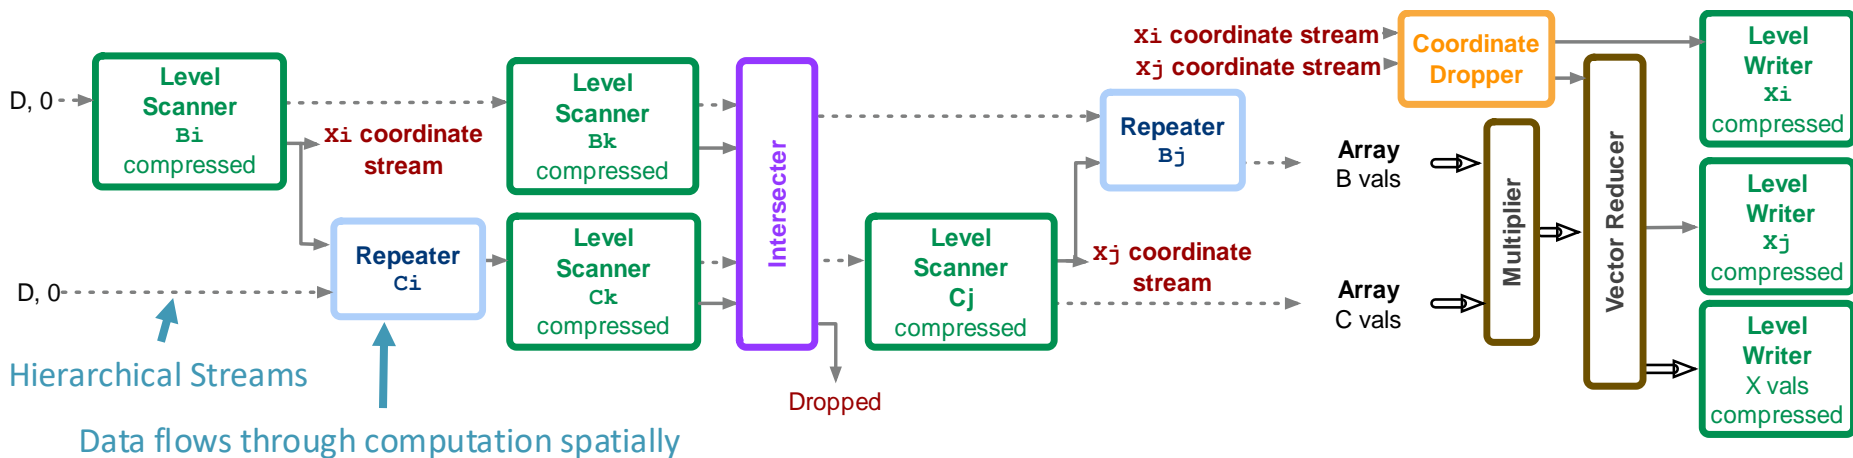 D, 0
Level
Scanner
Bi
compressed
Xi coordinate
stream
D, 0
Repeater
Ci
Level
Scanner
Bk
compressed
Level
Scanner
Ck
compressed
Intersecter
Dropped
Level
Scanner
Cj
compressed
Repeater
Bj
Xj coordinate
stream
Xi coordinate stream
Xj coordinate stream
Coordinate
Dropper
Array
B vals
Array
C vals
Multiplier
Vector Reducer
Level
Writer
Xi
compressed
Level
Writer
Xj
compressed
Level
Writer
X vals
compressed
Hierarchical Streams
Data flows through computation spatially